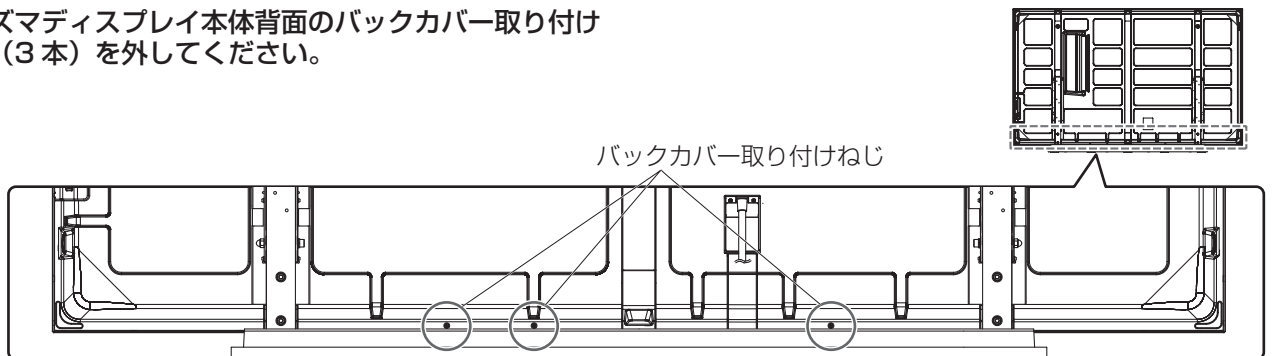 ズマディスプレイ本体背面のバックカバー取り付け
（3 本）を外してください。
バックカバー取り付けねじ